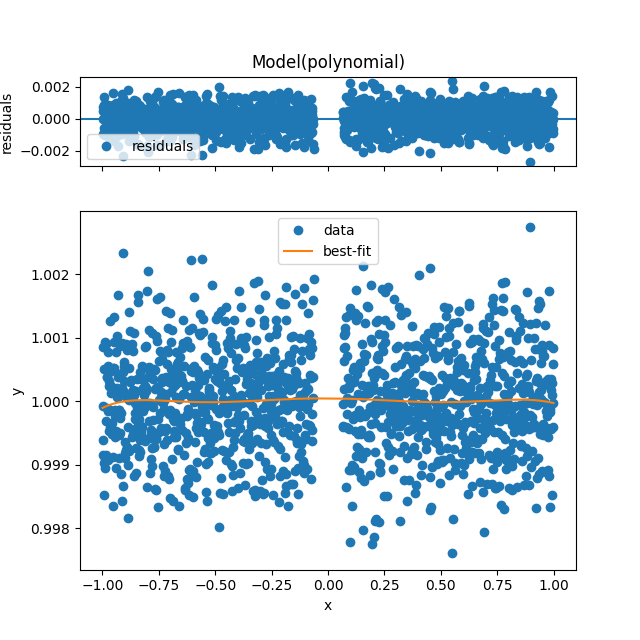 Model(polynomial)
residuals
0.002
0.000
−0.002
residuals
data
best-fit
y
1.002
1.001
1.000
0.999
0.998
−1.00 −0.75 −0.50 −0.25 0.00 0.25 0.50 0.75 1.00
x